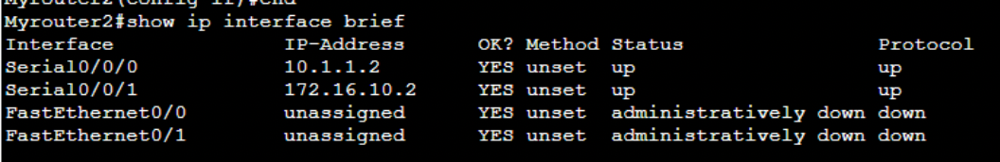 Myrouter2(config-if)#end
Myrouter2#show ip interface brief
Interface IP-Address OK? Method Status Protocol
Serial0/0/0 10.1.1.2 YES unset up up
Serial0/0/1 172.16.10.2 YES unset up up
FastEthernet0/0 unassigned YES unset administratively down down
FastEthernet0/1 unassigned YES unset administratively down down